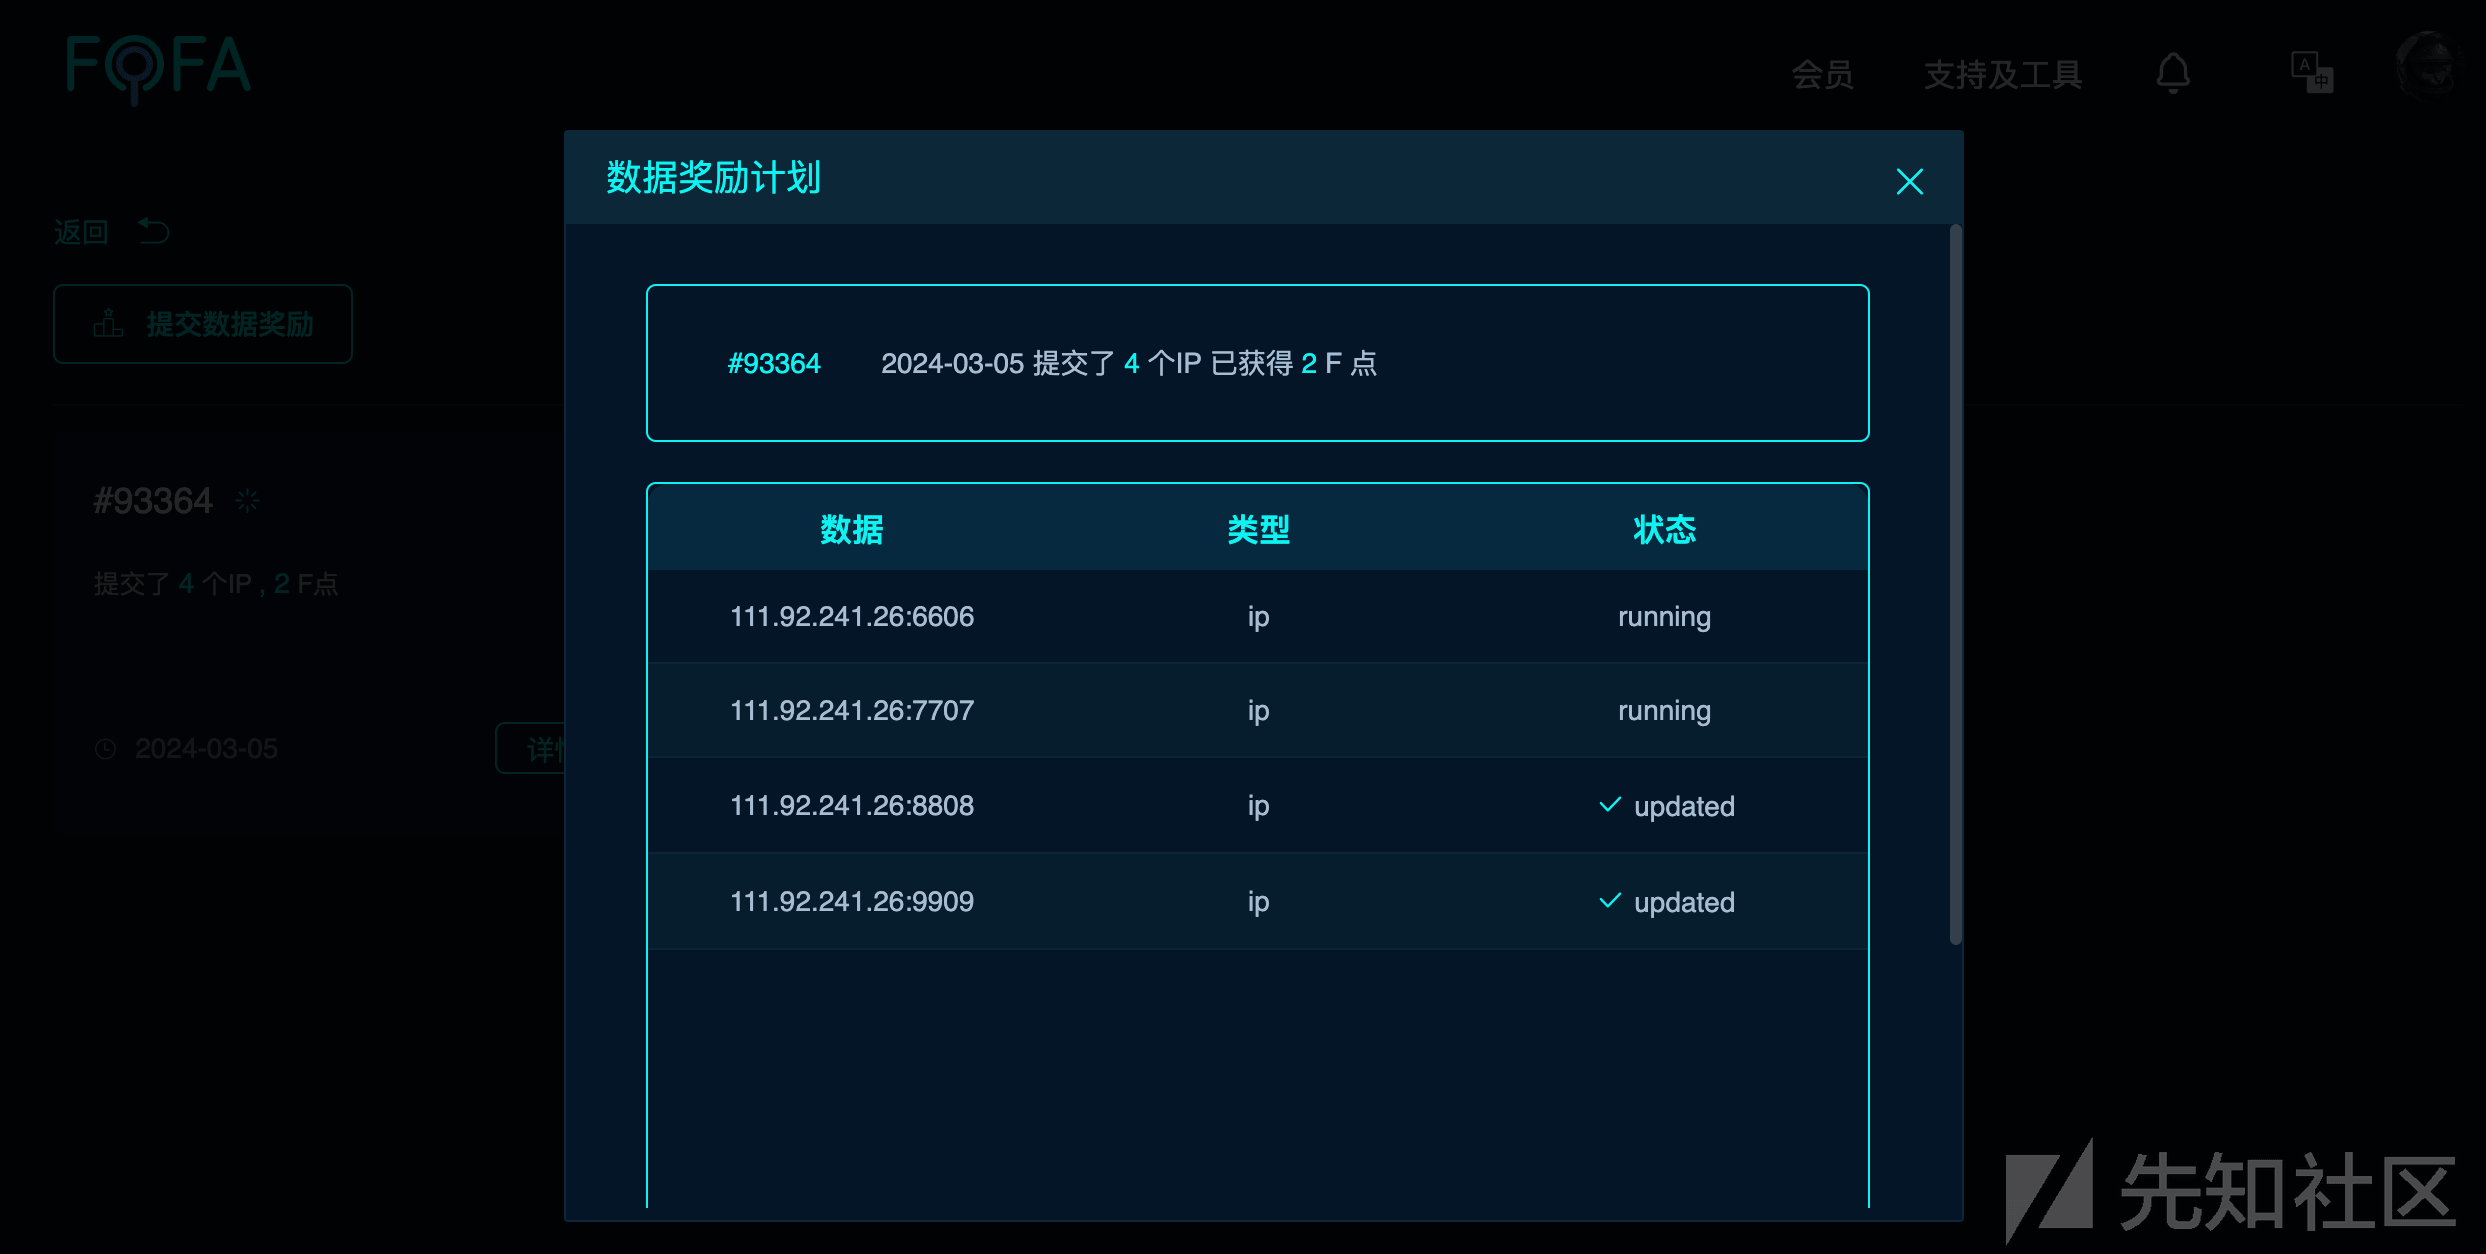 FOFA
会员
支持及工具
A
中
返回
提交数据奖励
#93364
提交了 4 个IP , 2 F点
2024-03-05
详情
数据奖励计划
#93364 2024-03-05 提交了 4 个IP 已获得 2 F 点
数据 类型 状态
111.92.241.26:6606 ip running
111.92.241.26:7707 ip running
111.92.241.26:8808 ip updated
111.92.241.26:9909 ip updated
先知社区